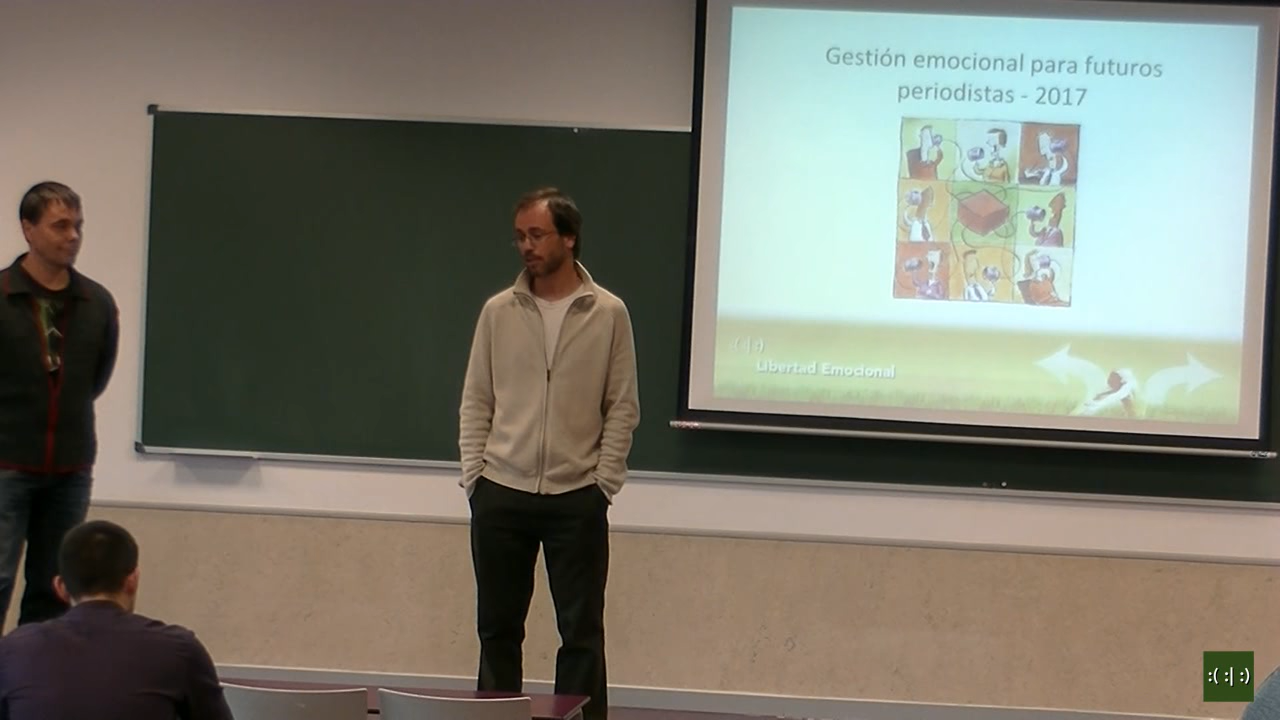 Gestión emocional para futuros
periodistas - 2017
:( :| :)
Libertad Emocional
:( :| :)